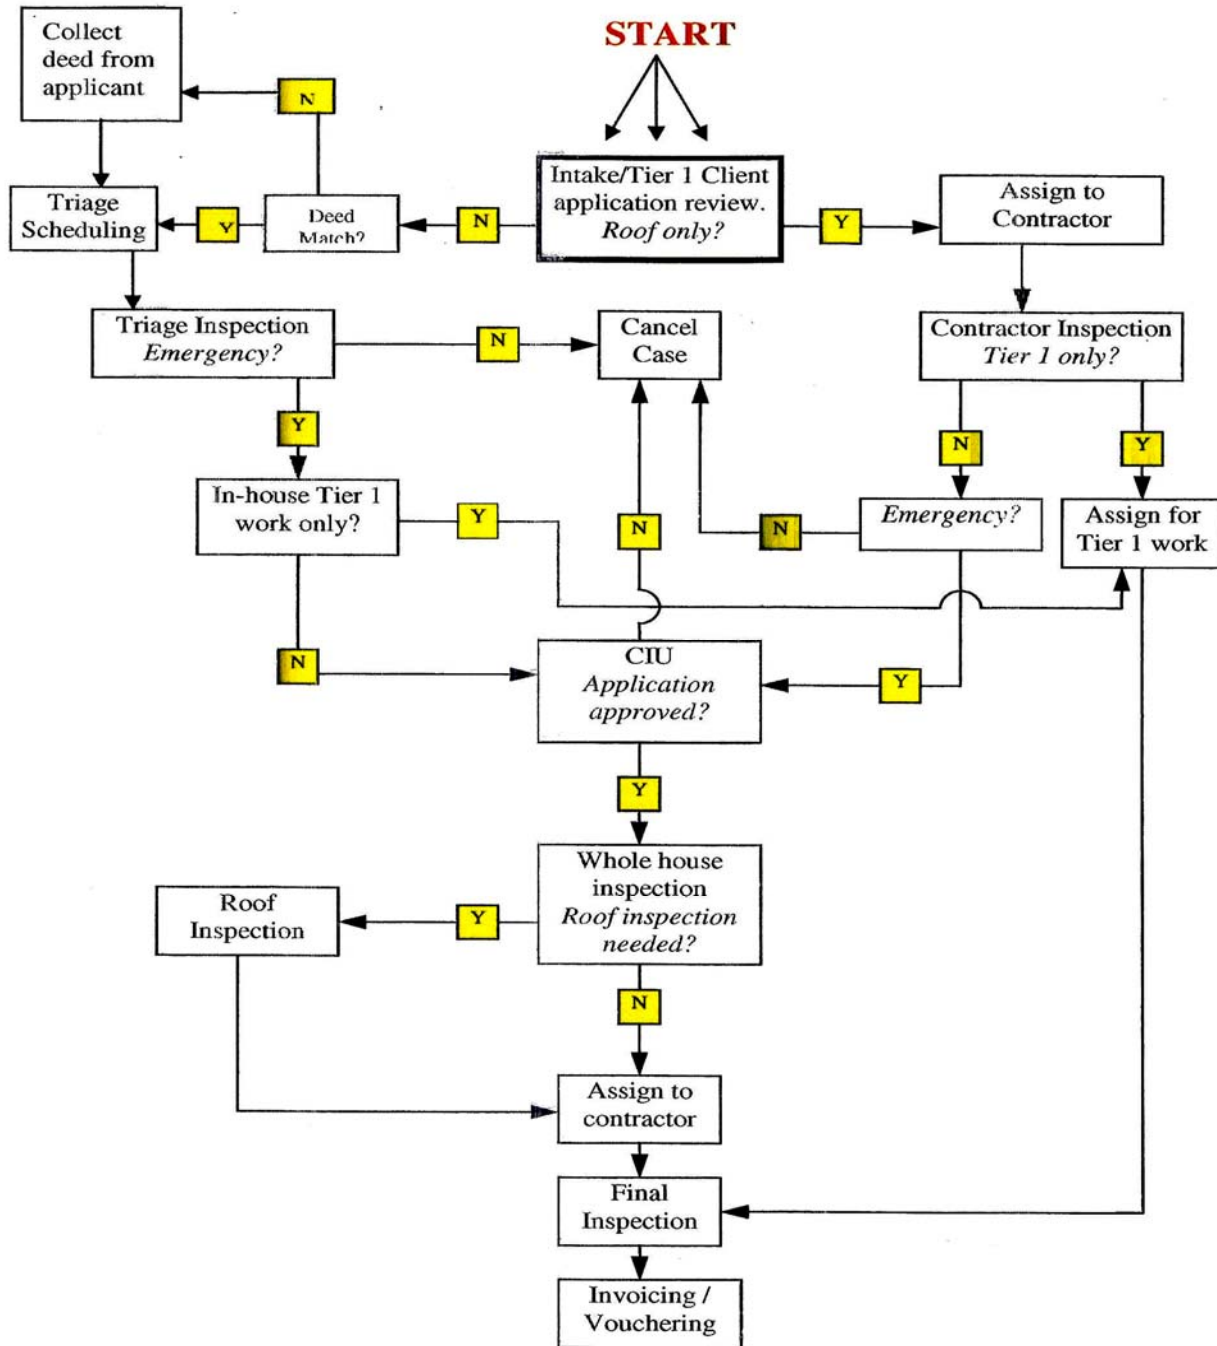 START
Collect
deed from
applicant
N
Intake/Tier 1 Client
application review.
Roof only?
Triage
Scheduling
Y
Deed
Match?
N
Y
Assign to
Contractor
Triage Inspection
Emergency?
N
Cancel
Case
Contractor Inspection
Tier 1 only?
Y
N
Y
In-house Tier 1
work only?
Y
N
N
Emergency?
Assign for
Tier 1 work
N
CIU
Application
approved?
Y
Y
Whole house
inspection
Roof inspection
needed?
Roof
Inspection
Y
N
Assign to
contractor
Final
Inspection
Invoicing /
Vouchering